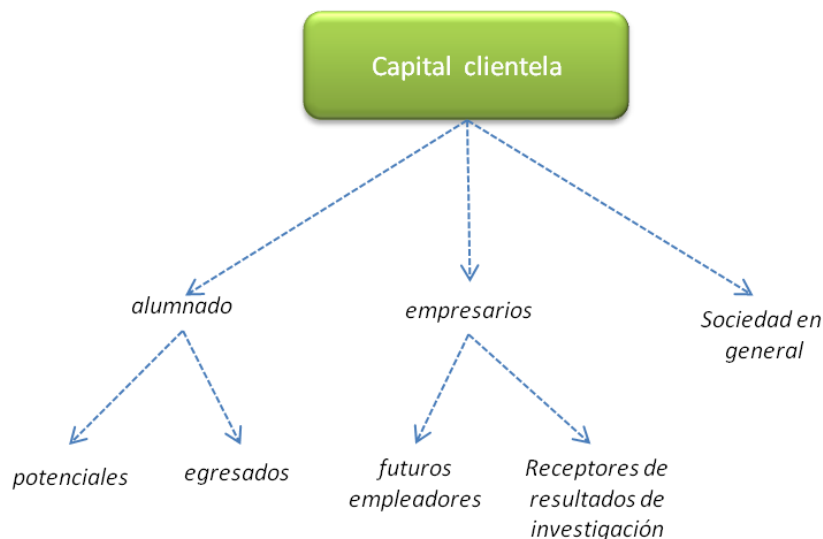 Capital clientela
alumnado
empresarios
Sociedad en
general
potenciales
egresados
futuros
empleadores
Receptores de
resultados de
investigación